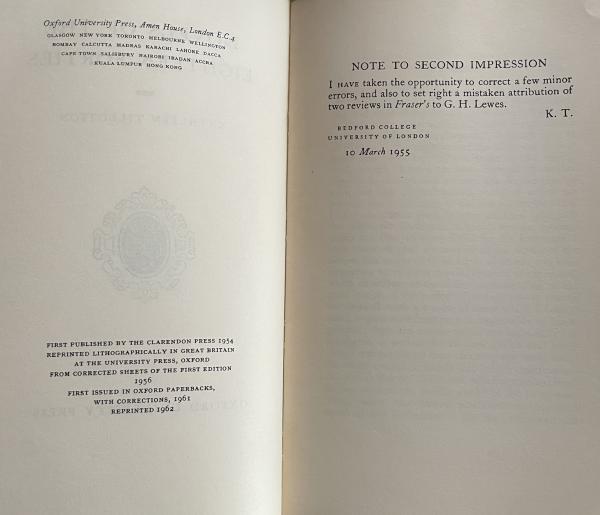 Oxford University Press, Amen House, London E.C.4
GLASGOW NEW YORK TORONTO MELBOURNE WELLINGTON
BOMBAY CALCUTTA MADRAS KARACHI LAHORE DACCA
CAPE TOWN SALISBURY NAIROBI IBADAN ACCRA
KUALA LUMPUR HONG KONG
FIRST PUBLISHED BY THE CLARENDON PRESS 1954
REPRINTED LITHOGRAPHICALLY IN GREAT BRITAIN
AT THE UNIVERSITY PRESS, OXFORD
FROM CORRECTED SHEETS OF THE FIRST EDITION
1956
FIRST ISSUED IN OXFORD PAPERBACKS,
WITH CORRECTIONS, 1961
REPRINTED 1962
NOTE TO SECOND IMPRESSION
I HAVE taken the opportunity to correct a few minor
errors, and also to set right a mistaken attribution of
two reviews in Fraser's to G. H. Lewes.
K. T.
BEDFORD COLLEGE
UNIVERSITY OF LONDON
10 March 1955